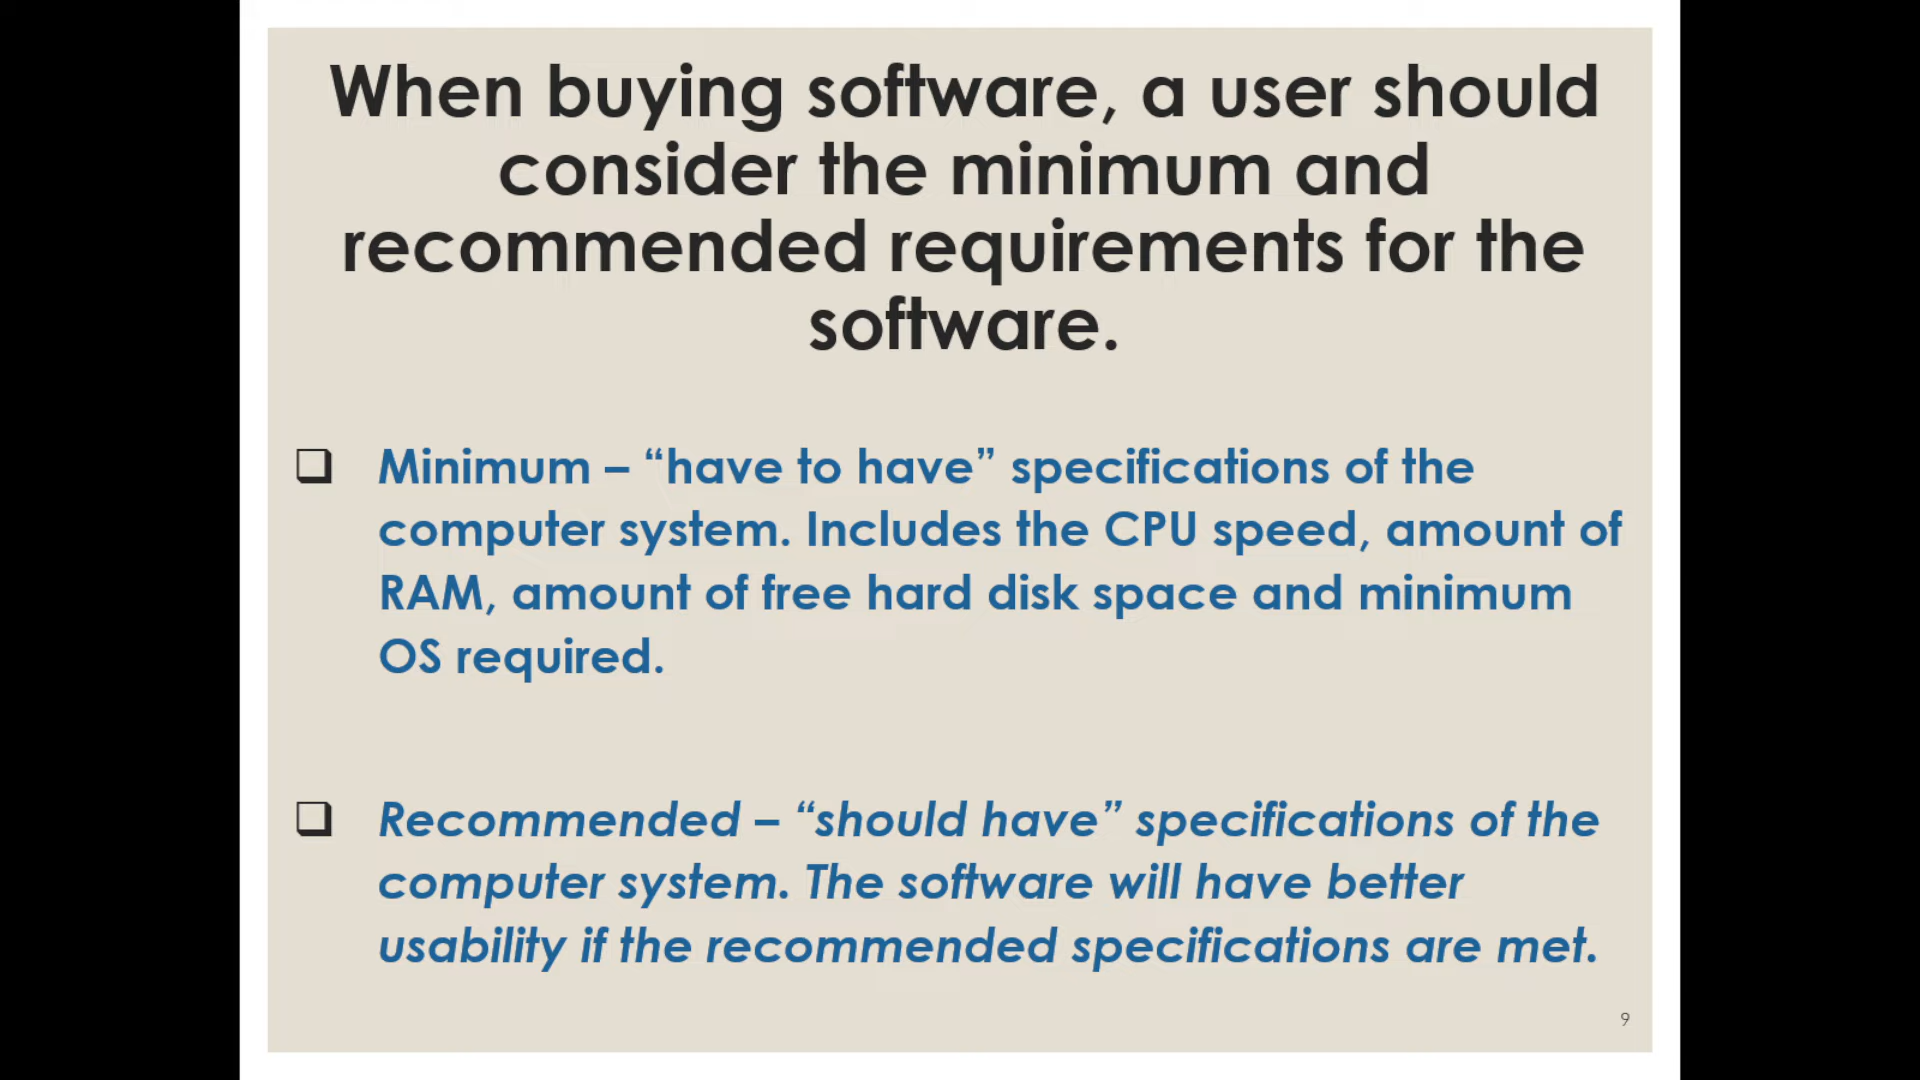 When buying software, a user should
consider the minimum and
recommended requirements for the
software.
Minimum – “have to have” specifications of the
computer system. Includes the CPU speed, amount of
RAM, amount of free hard disk space and minimum
OS required.
Recommended – “should have” specifications of the
computer system. The software will have better
usability if the recommended specifications are met.
9